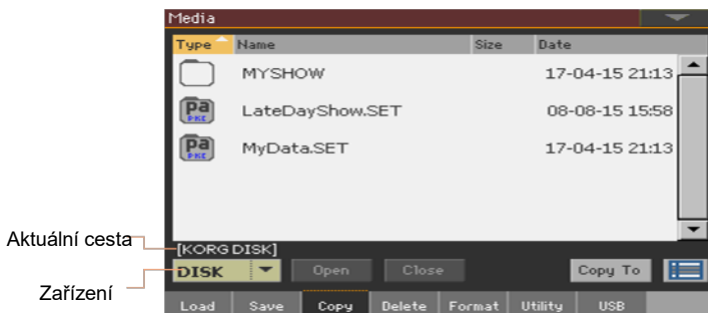 Media
Type Name Size Date
MYSHOW 17-04-15 21:13
Pa PKG LateDayShow.SET 08-08-15 15:58
Pa PKG MyData.SET 17-04-15 21:13
Aktuální cesta
[KORG DISK]
Zařízení
DISK Open Close Copy To
Load Save Copy Delete Format Utility USB